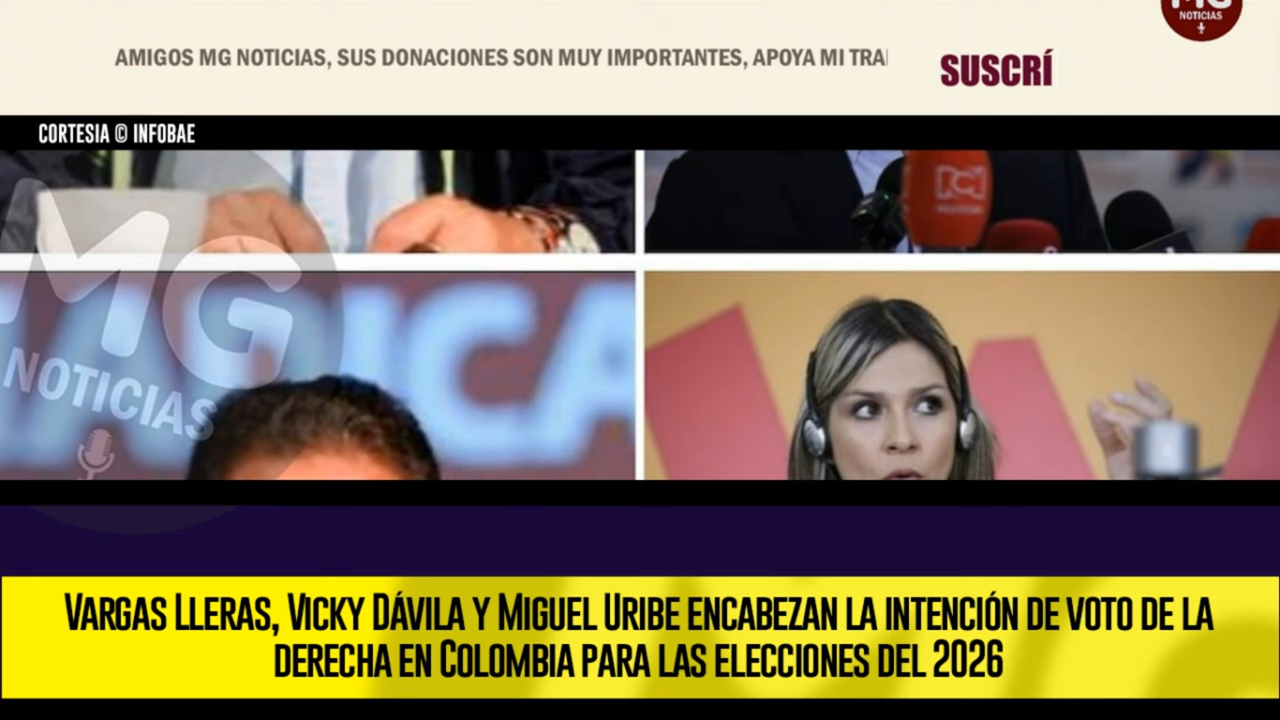 MG
NOTICIAS
AMIGOS MG NOTICIAS, SUS DONACIONES SON MUY IMPORTANTES, APOYA MI TRA
SUSCRÍ
CORTESIA © INFOBAE
RCN
MG
NOTICIAS
VARGAS LLERAS, VICKY DÁVILA Y MIGUEL URIBE ENCABEZAN LA INTENCIÓN DE VOTO DE LA
DERECHA EN COLOMBIA PARA LAS ELECCIONES DEL 2026